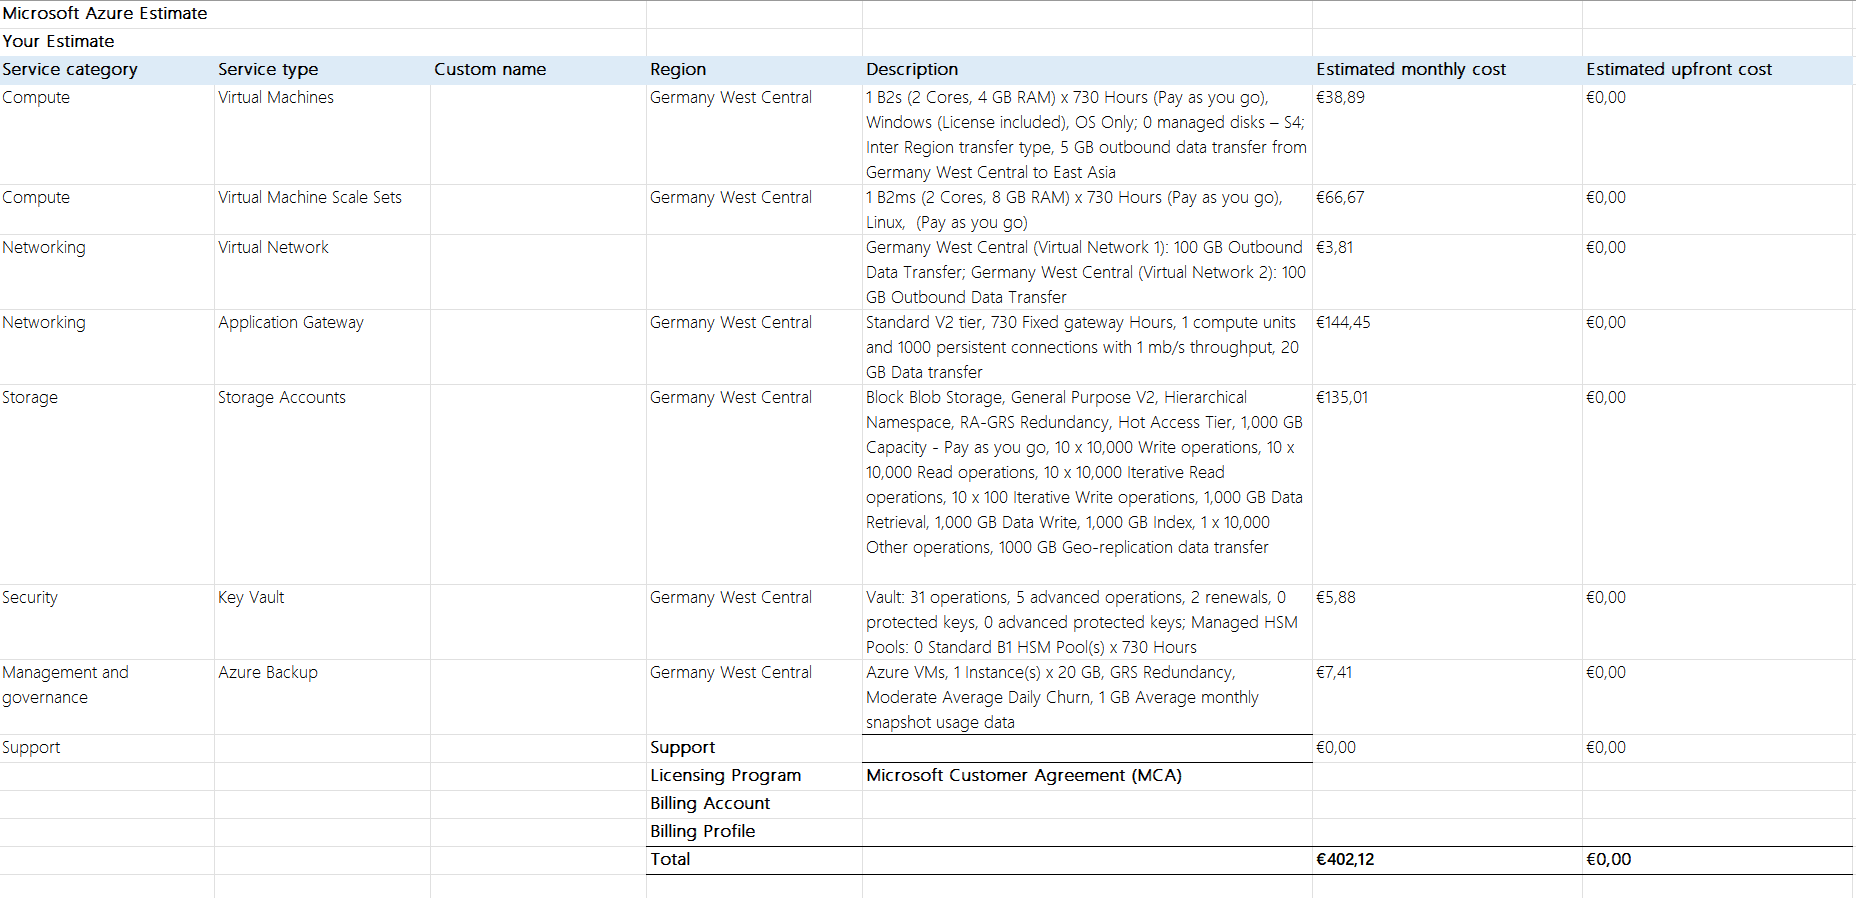 Microsoft Azure Estimate
Your Estimate
Service category Service type Custom name Region Description Estimated monthly cost Estimated upfront cost
Compute Virtual Machines Germany West Central 1 B2s (2 Cores, 4 GB RAM) x 730 Hours (Pay as you go), €38,89 €0,00
Windows (License included), OS Only; 0 managed disks – S4;
Inter Region transfer type, 5 GB outbound data transfer from
Germany West Central to East Asia
Compute Virtual Machine Scale Sets Germany West Central 1 B2ms (2 Cores, 8 GB RAM) x 730 Hours (Pay as you go), €66,67 €0,00
Linux, (Pay as you go)
Networking Virtual Network Germany West Central (Virtual Network 1): 100 GB Outbound €3,81 €0,00
Data Transfer; Germany West Central (Virtual Network 2): 100
GB Outbound Data Transfer
Networking Application Gateway Germany West Central Standard V2 tier, 730 Fixed gateway Hours, 1 compute units €144,45 €0,00
and 1000 persistent connections with 1 mb/s throughput, 20
GB Data transfer
Storage Storage Accounts Germany West Central Block Blob Storage, General Purpose V2, Hierarchical €135,01 €0,00
Namespace, RA-GRS Redundancy, Hot Access Tier, 1,000 GB
Capacity - Pay as you go, 10 x 10,000 Write operations, 10 x
10,000 Read operations, 10 x 10,000 Iterative Read
operations, 10 x 100 Iterative Write operations, 1,000 GB Data
Retrieval, 1,000 GB Data Write, 1,000 GB Index, 1 x 10,000
Other operations, 1000 GB Geo-replication data transfer
Security Key Vault Germany West Central Vault: 31 operations, 5 advanced operations, 2 renewals, 0 €5,88 €0,00
protected keys, 0 advanced protected keys; Managed HSM
Pools: 0 Standard B1 HSM Pool(s) x 730 Hours
Management and Azure Backup Germany West Central Azure VMs, 1 Instance(s) x 20 GB, GRS Redundancy, €7,41 €0,00
governance Moderate Average Daily Churn, 1 GB Average monthly
snapshot usage data
Support Support €0,00 €0,00
Licensing Program Microsoft Customer Agreement (MCA)
Billing Account
Billing Profile
Total €402,12 €0,00